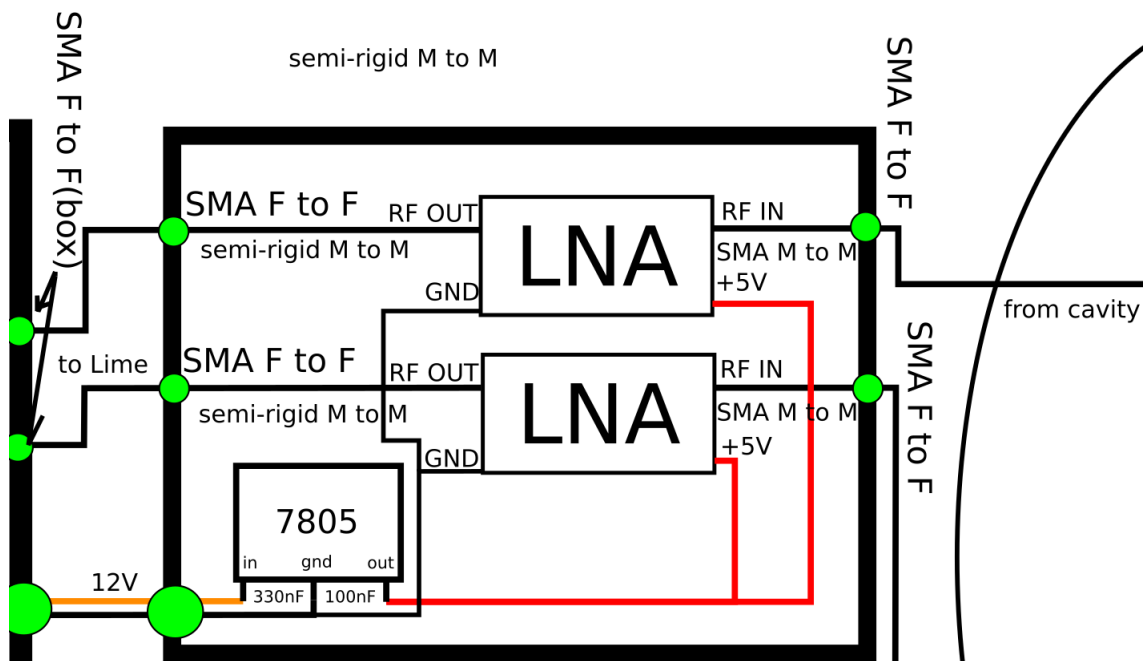 SMA F to F(box)
semi-rigid M to M
SMA F to F
SMA F to F
RF OUT
LNA
RF IN
semi-rigid M to M
SMA M to M
GND
+5V
from cavity
to Lime
SMA F to F
RF OUT
LNA
RF IN
SMA F to F
semi-rigid M to M
SMA M to M
GND
+5V
7805
in
gnd
out
12V
330nF
100nF